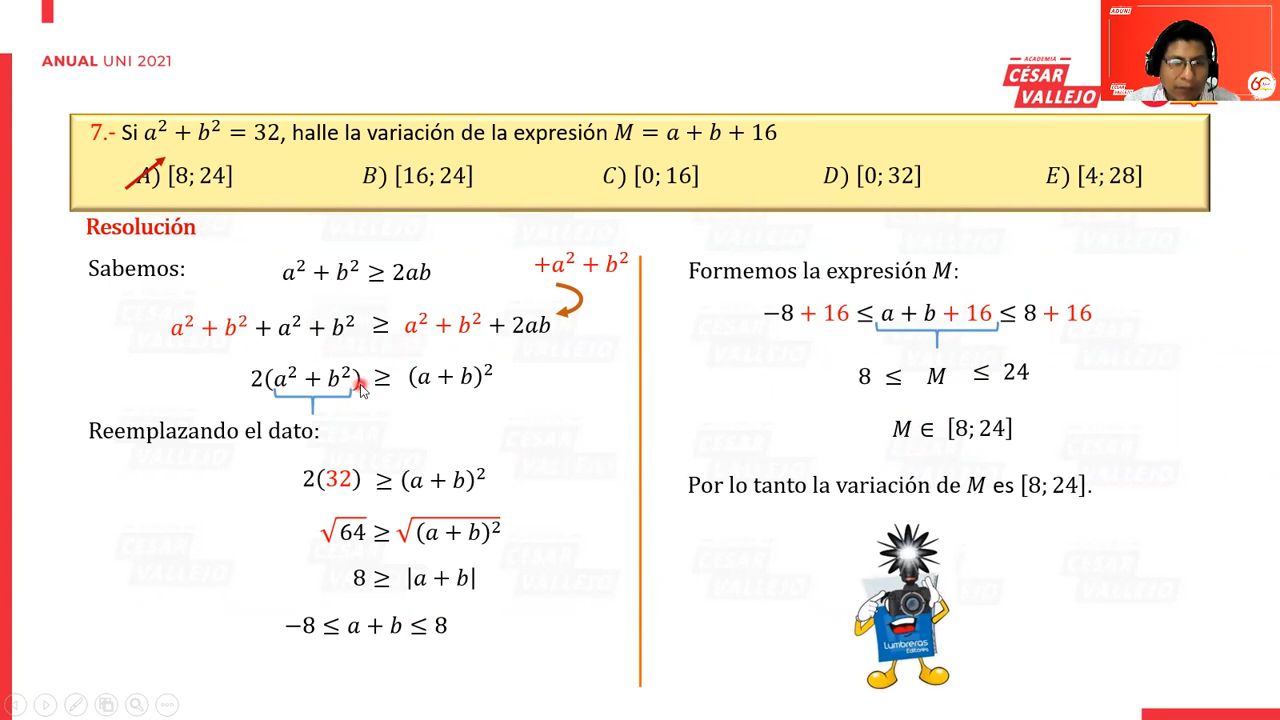 ANUAL UNI 2021
ACADEMIA
CÉSAR
VALLEJO
ADUNI
60
7.- Si a² + b² = 32, halle la variación de la expresión M = a + b + 16
A) [8; 24] B) [16; 24] C) [0; 16] D) [0; 32] E) [4; 28]
Resolución
Sabemos: a² + b² ≥ 2ab
+a² + b²
a² + b² + a² + b² ≥ a² + b² + 2ab
2(a² + b²) ≥ (a + b)²
Reemplazando el dato:
2(32) ≥ (a + b)²
√64 ≥ √(a + b)²
8 ≥ |a + b|
−8 ≤ a + b ≤ 8
Formemos la expresión M:
−8 + 16 ≤ a + b + 16 ≤ 8 + 16
8 ≤ M ≤ 24
M ∈ [8; 24]
Por lo tanto la variación de M es [8; 24].
Lumbreras
Editores